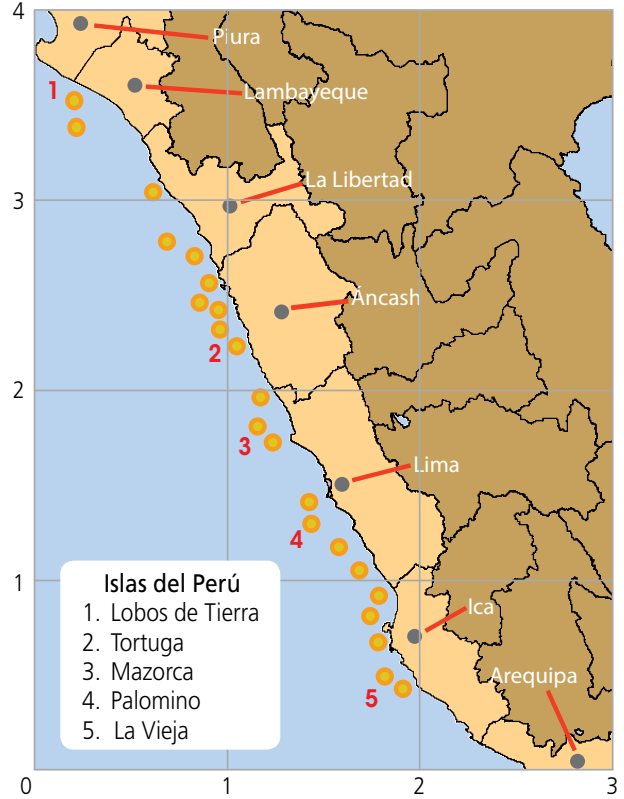 4
Piura
1
Lambayeque
La Libertad
3
Áncash
2
2
3
Lima
4
1
Islas del Perú
1. Lobos de Tierra
2. Tortuga
3. Mazorca
4. Palomino
5. La Vieja
Ica
Arequipa
5
0
1
2
3